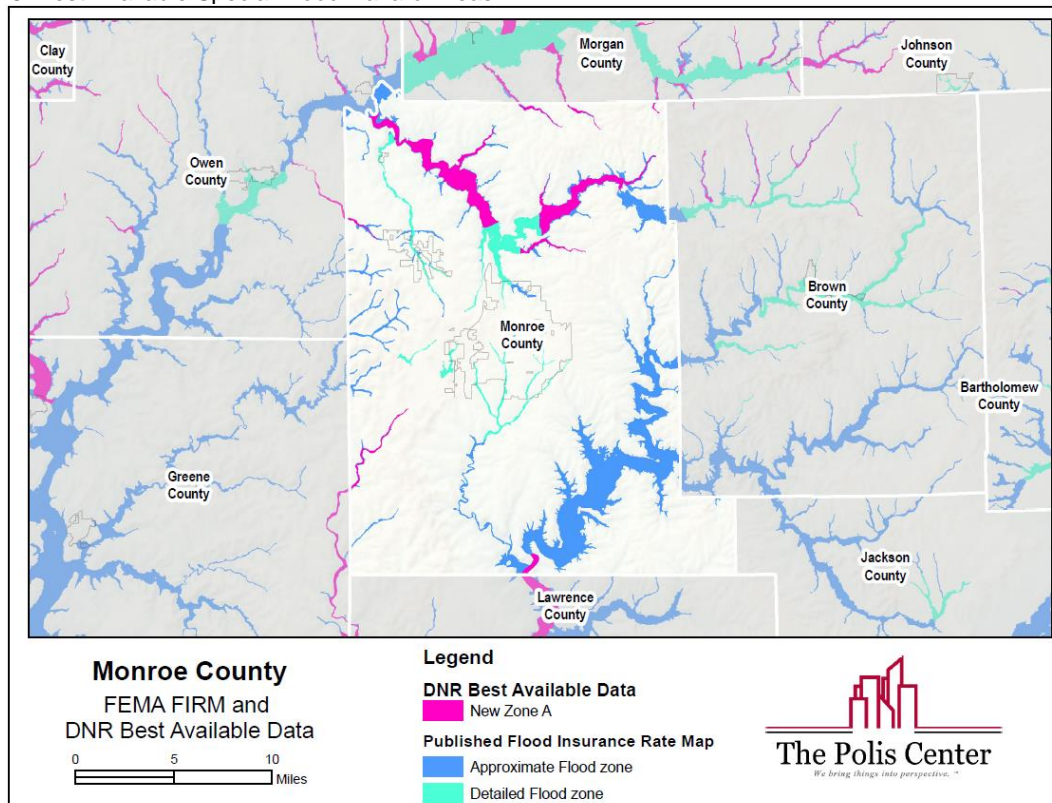 Clay
County
Morgan
County
Johnson
County
Owen
County
Brown
County
Monroe
County
Bartholomew
County
Greene
County
Jackson
County
Lawrence
County
Monroe County
FEMA FIRM and
DNR Best Available Data
0 5 10
Miles
Legend
DNR Best Available Data
New Zone A
Published Flood Insurance Rate Map
Approximate Flood zone
Detailed Flood zone
The Polis Center
We bring things into perspective. ™